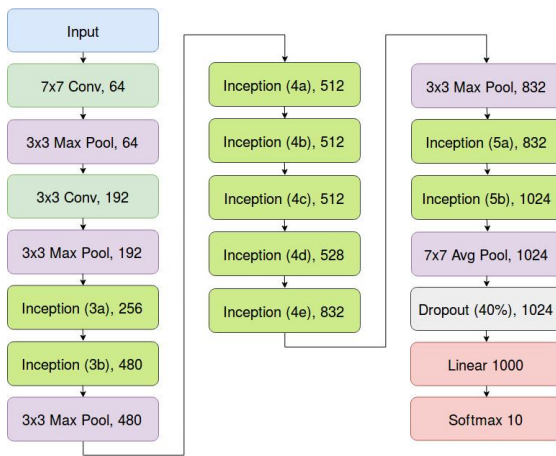 Input
7x7 Conv, 64
3x3 Max Pool, 64
3x3 Conv, 192
3x3 Max Pool, 192
Inception (3a), 256
Inception (3b), 480
3x3 Max Pool, 480
Inception (4a), 512
Inception (4b), 512
Inception (4c), 512
Inception (4d), 528
Inception (4e), 832
3x3 Max Pool, 832
Inception (5a), 832
Inception (5b), 1024
7x7 Avg Pool, 1024
Dropout (40%), 1024
Linear 1000
Softmax 10